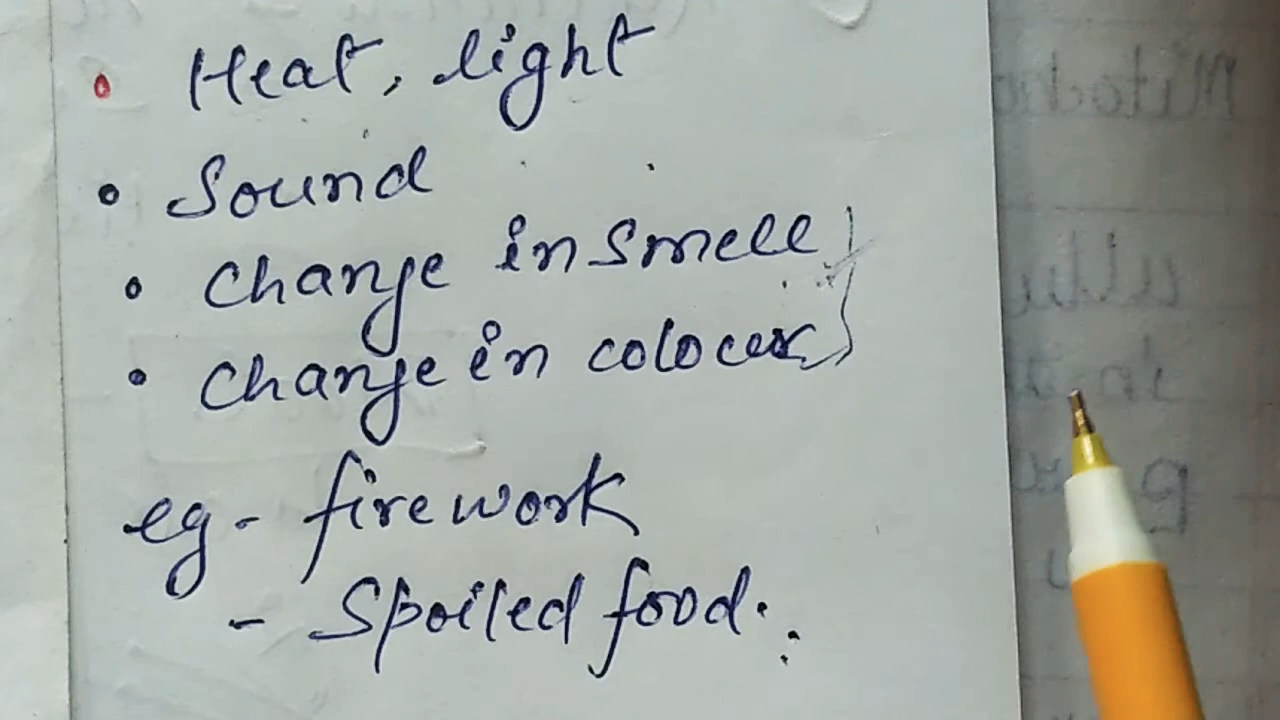 • Heat, light
• Sound
• Change in smell
• Change in colour
eg - firework
- Spoiled food.